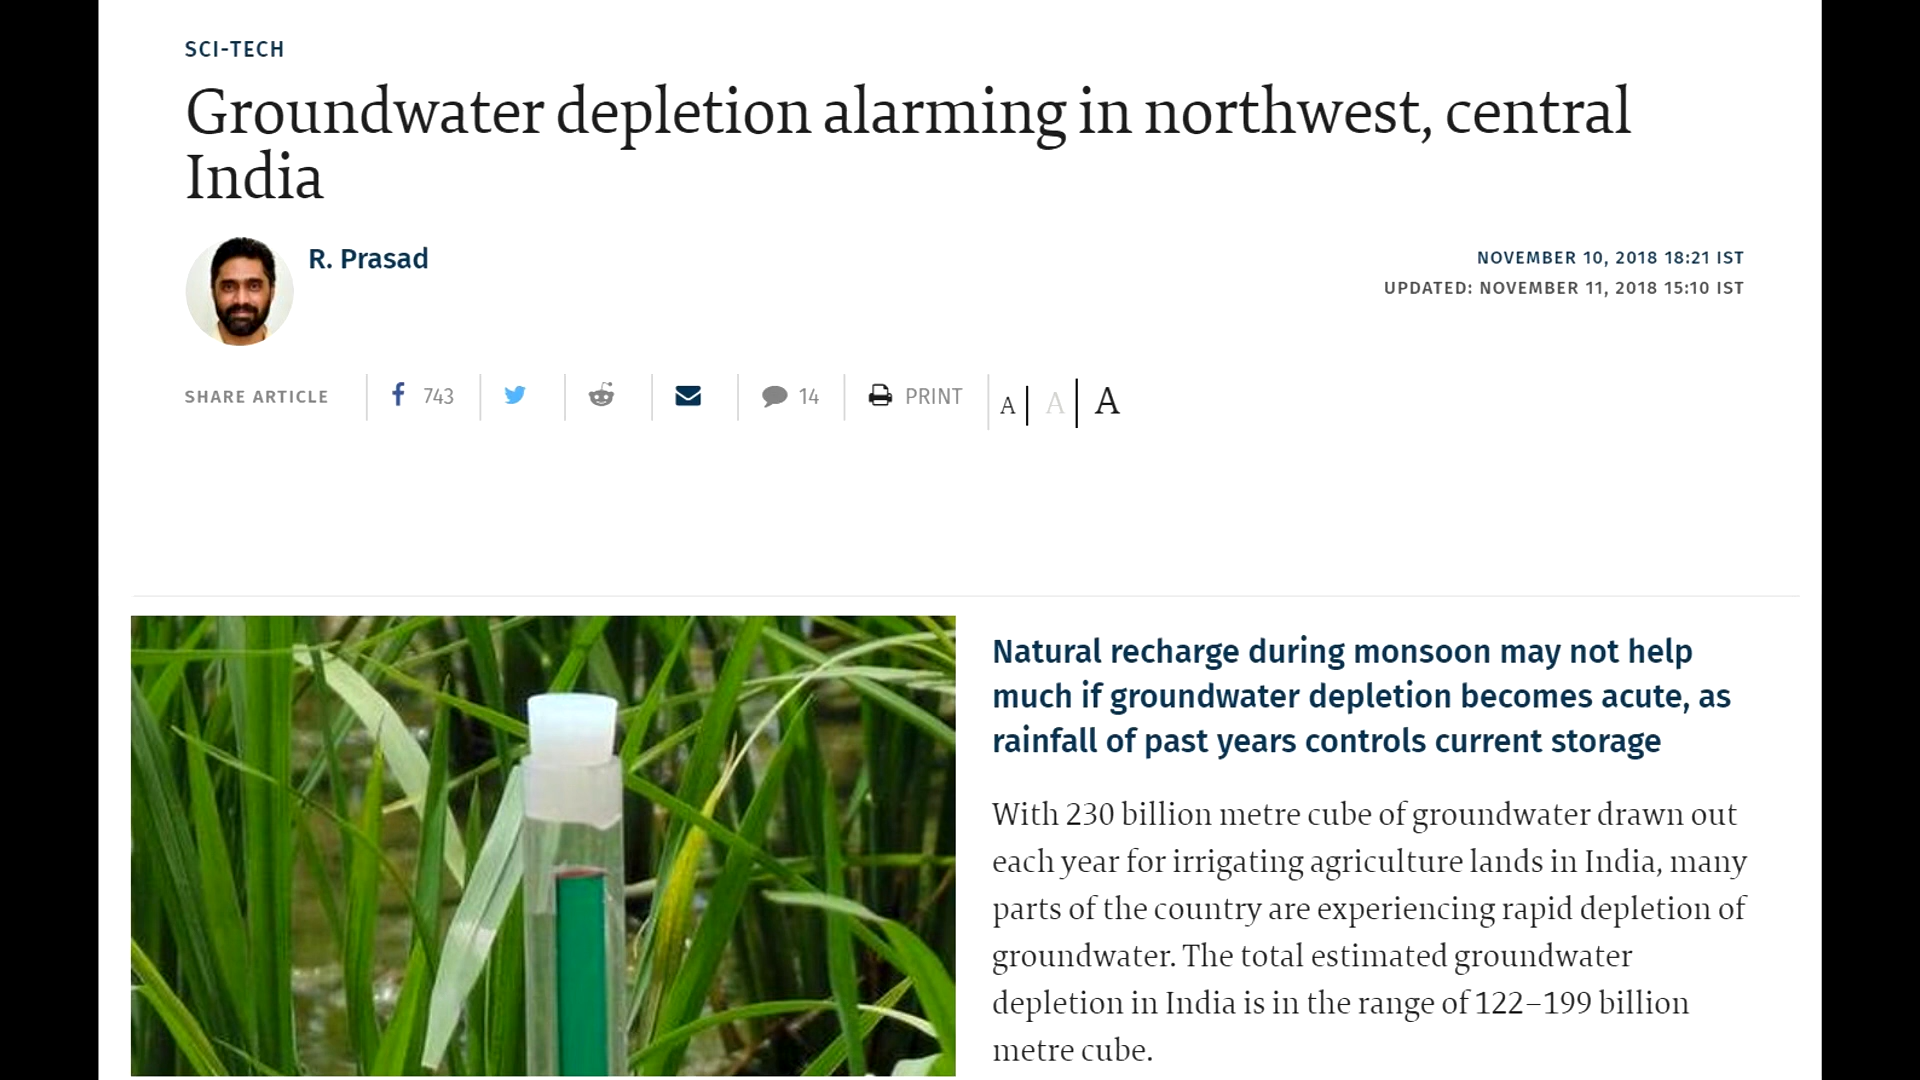 SCI-TECH
Groundwater depletion alarming in northwest, central
India
R. Prasad
NOVEMBER 10, 2018 18:21 IST
UPDATED: NOVEMBER 11, 2018 15:10 IST
SHARE ARTICLE 743 14 PRINT A A A
Natural recharge during monsoon may not help
much if groundwater depletion becomes acute, as
rainfall of past years controls current storage
With 230 billion metre cube of groundwater drawn out
each year for irrigating agriculture lands in India, many
parts of the country are experiencing rapid depletion of
groundwater. The total estimated groundwater
depletion in India is in the range of 122–199 billion
metre cube.